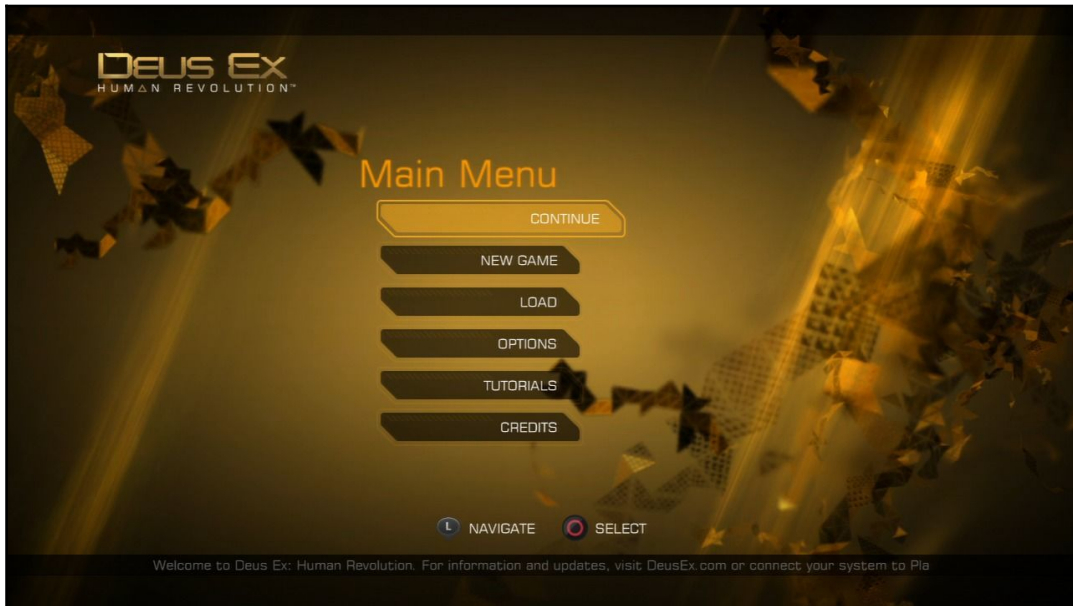 DEUS EX
HUMAN REVOLUTION™
Main Menu
CONTINUE
NEW GAME
LOAD
OPTIONS
TUTORIALS
CREDITS
L NAVIGATE SELECT
Welcome to Deus Ex: Human Revolution. For information and updates, visit DeusEx.com or connect your system to Pla